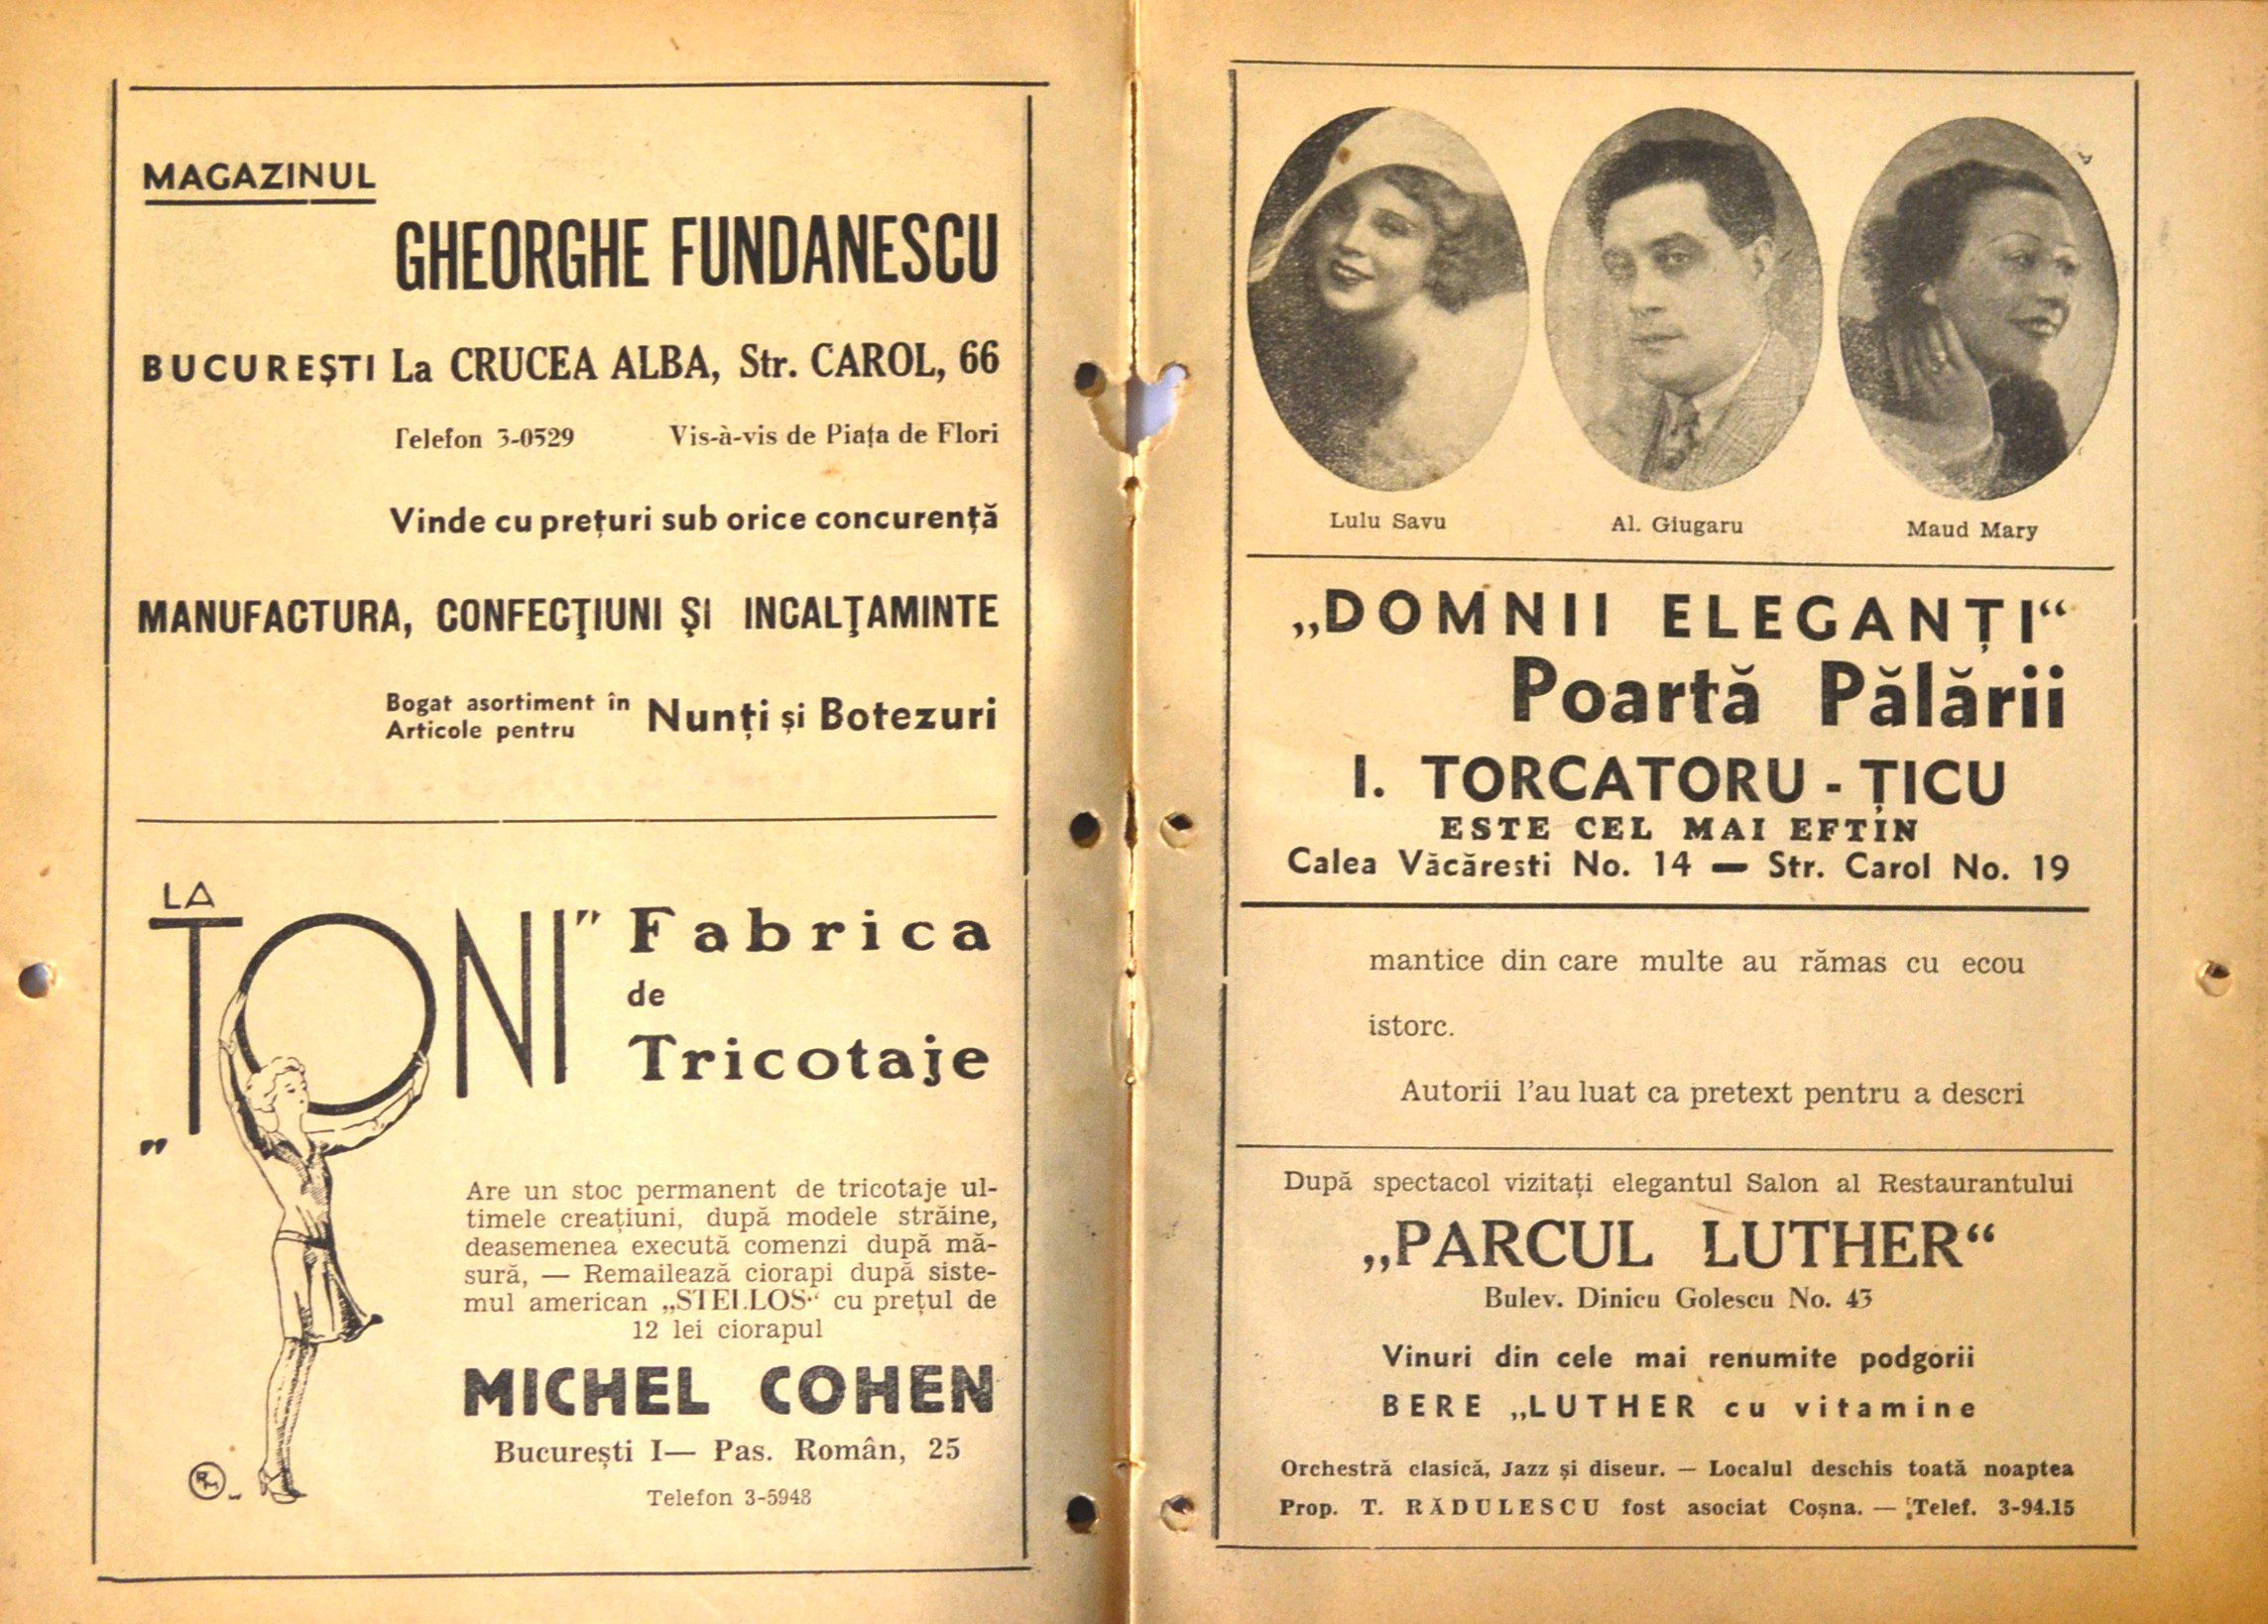 MAGAZINUL
GHEORGHE FUNDANESCU
BUCUREȘTI La CRUCEA ALBA, Str. CAROL, 66
Telefon 3-0529 Vis-à-vis de Piața de Flori
Vinde cu prețuri sub orice concurență
MANUFACTURA, CONFECȚIUNI ȘI INCALȚAMINTE
Bogat asortiment în
Articole pentru Nunți și Botezuri
LA
„TONI" Fabrica
de
Tricotaje
Are un stoc permanent de tricotaje ul-
timele creațiuni, după modele străine,
deasemenea execută comenzi după mă-
sură, — Remailează ciorapi după siste-
mul american „STELLOS“ cu prețul de
12 lei ciorapul
MICHEL COHEN
București I— Pas. Român, 25
Telefon 3-5948
Lulu Savu Al. Giugaru Maud Mary
„DOMNII ELEGANȚI“
Poartă Pălării
I. TORCATORU - ȚICU
ESTE CEL MAI EFTIN
Calea Văcăresti No. 14 — Str. Carol No. 19
mantice din care multe au rămas cu ecou
istorc.
Autorii l'au luat ca pretext pentru a descri
După spectacol vizitați elegantul Salon al Restaurantului
„PARCUL LUTHER“
Bulev. Dinicu Golescu No. 43
Vinuri din cele mai renumite podgorii
BERE „LUTHER cu vitamine
Orchestră clasică, Jazz și diseur. — Localul deschis toată noaptea
Prop. T. RĂDULESCU fost asociat Coșna. — Telef. 3-94.15